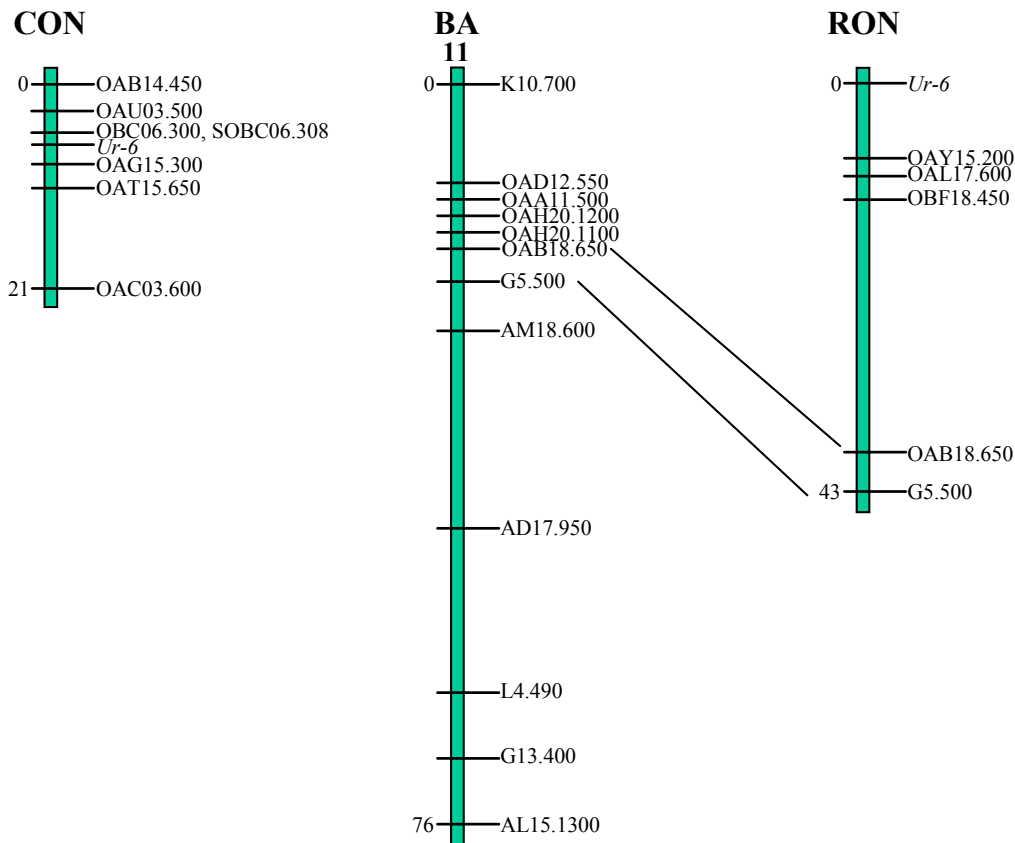 CON
0 OAB14.450
OAU03.500
OBC06.300, SOBC06.308
Ur-6
OAG15.300
OAT15.650
21 OAC03.600
BA
11
0 K10.700
OAD12.550
OAA11.500
OAH20.1200
OAH20.1100
OAB18.650
G5.500
AM18.600
AD17.950
L4.490
G13.400
76 AL15.1300
RON
0 Ur-6
OAY15.200
OAL17.600
OBF18.450
OAB18.650
43 G5.500